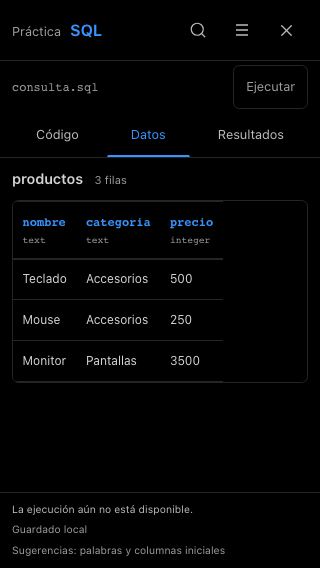 Práctica SQL
consulta.sql
Ejecutar
Código Datos Resultados
productos 3 filas
nombre categoria precio
text text integer
Teclado Accesorios 500
Mouse Accesorios 250
Monitor Pantallas 3500
La ejecución aún no está disponible.
Guardado local
Sugerencias: palabras y columnas iniciales